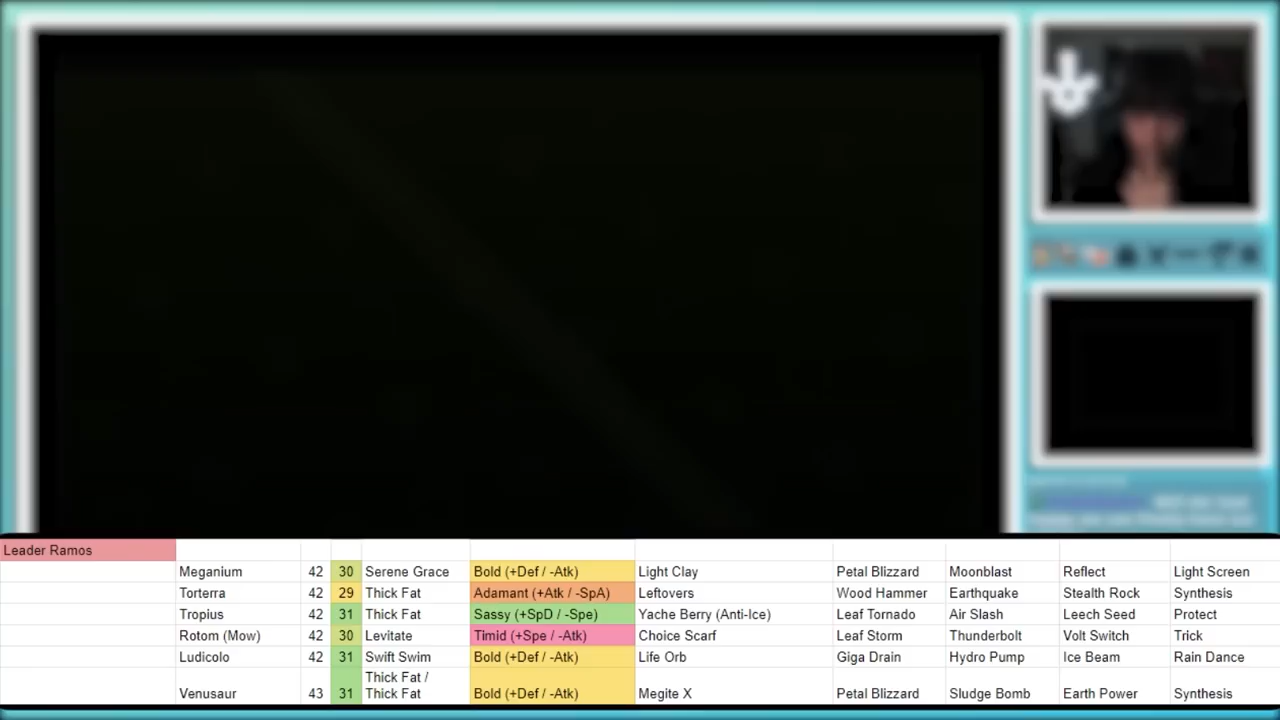 Leader Ramos
Meganium 42 30 Serene Grace Bold (+Def / -Atk) Light Clay Petal Blizzard Moonblast Reflect Light Screen
Torterra 42 29 Thick Fat Adamant (+Atk / -SpA) Leftovers Wood Hammer Earthquake Stealth Rock Synthesis
Tropius 42 31 Thick Fat Sassy (+SpD / -Spe) Yache Berry (Anti-Ice) Leaf Tornado Air Slash Leech Seed Protect
Rotom (Mow) 42 30 Levitate Timid (+Spe / -Atk) Choice Scarf Leaf Storm Thunderbolt Volt Switch Trick
Ludicolo 42 31 Swift Swim Bold (+Def / -Atk) Life Orb Giga Drain Hydro Pump Ice Beam Rain Dance
Thick Fat /
Venusaur 43 31 Thick Fat Bold (+Def / -Atk) Megite X Petal Blizzard Sludge Bomb Earth Power Synthesis